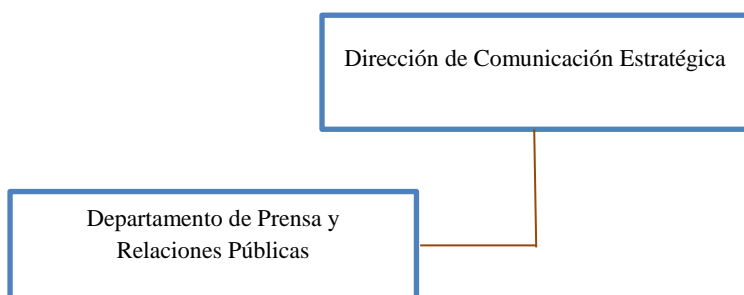 Dirección de Comunicación Estratégica
Departamento de Prensa y
Relaciones Públicas